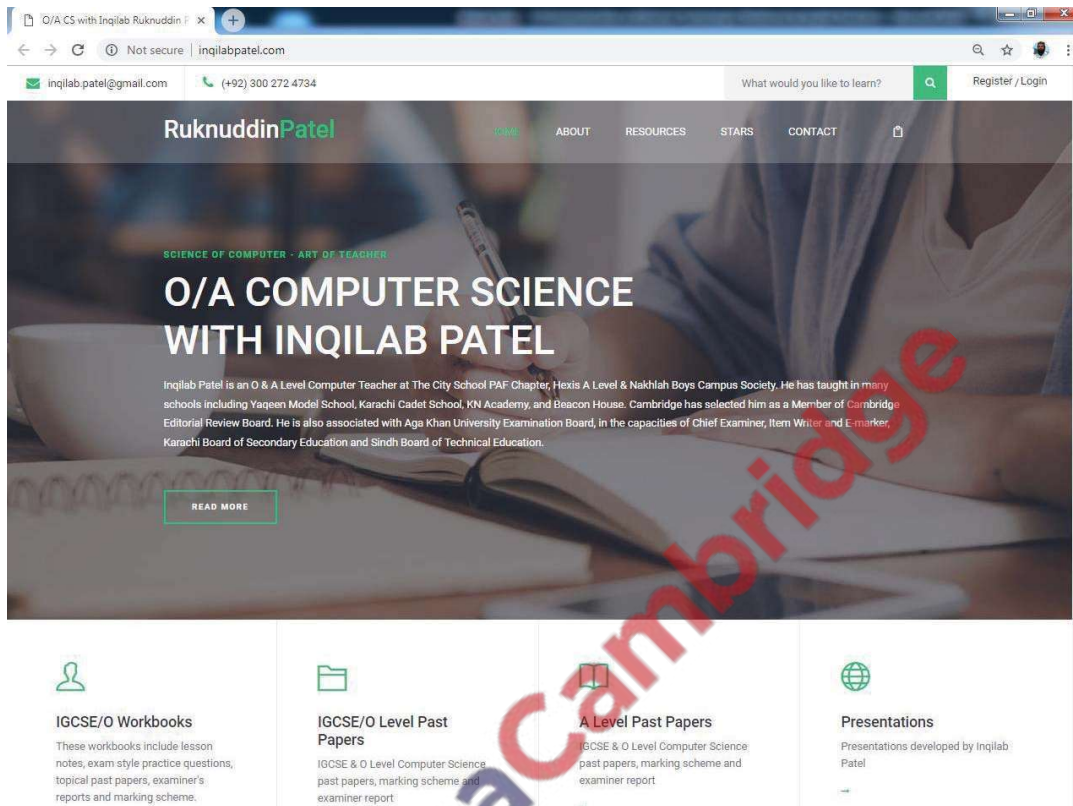 O/A CS with Inqilab Ruknuddin P
Not secure | inqilabpatel.com
inqilab.patel@gmail.com
(+92) 300 272 4734
What would you like to learn?
Register / Login
RuknuddinPatel
HOME
ABOUT
RESOURCES
STARS
CONTACT
SCIENCE OF COMPUTER - ART OF TEACHER
O/A COMPUTER SCIENCE
WITH INQILAB PATEL
Inqilab Patel is an O & A Level Computer Teacher at The City School PAF Chapter, Hexis A Level & Nakhlah Boys Campus Society. He has taught in many
schools including Yaqeen Model School, Karachi Cadet School, KN Academy, and Beacon House. Cambridge has selected him as a Member of Cambridge
Editorial Review Board. He is also associated with Aga Khan University Examination Board, in the capacities of Chief Examiner, Item Writer and E-marker,
Karachi Board of Secondary Education and Sindh Board of Technical Education.
READ MORE
IGCSE/O Workbooks
These workbooks include lesson
notes, exam style practice questions,
topical past papers, examiner's
reports and marking scheme.
IGCSE/O Level Past
Papers
IGCSE & O Level Computer Science
past papers, marking scheme and
examiner report
A Level Past Papers
IGCSE & O Level Computer Science
past papers, marking scheme and
examiner report
Presentations
Presentations developed by Inqilab
Patel
→
aCambridge